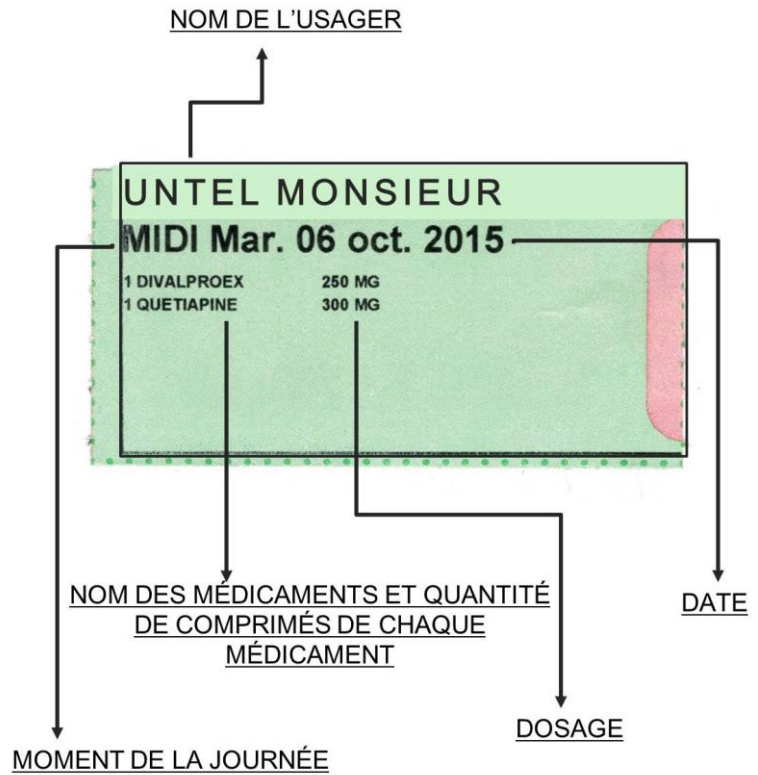 NOM DE L'USAGER
UNTEL MONSIEUR
MIDI Mar. 06 oct. 2015
1 DIVALPROEX 250 MG
1 QUETIAPINE 300 MG
NOM DES MÉDICAMENTS ET QUANTITÉ
DE COMPRIMÉS DE CHAQUE
MÉDICAMENT
DATE
DOSAGE
MOMENT DE LA JOURNÉE